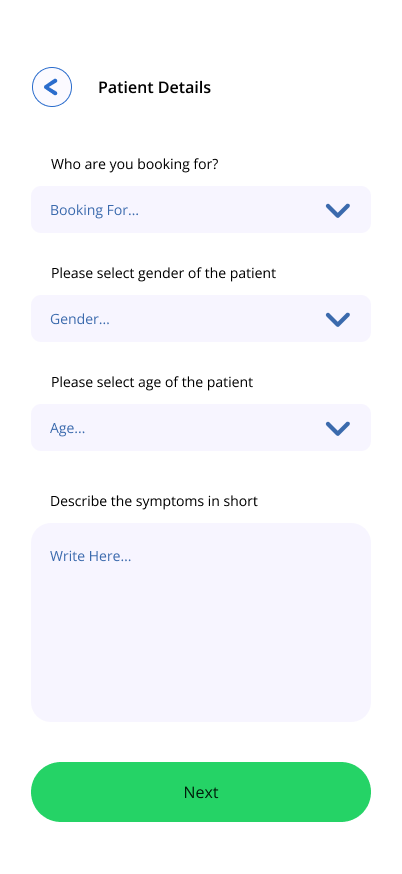 Patient Details
Who are you booking for?
Booking For...
Please select gender of the patient
Gender...
Please select age of the patient
Age...
Describe the symptoms in short
Write Here...
Next